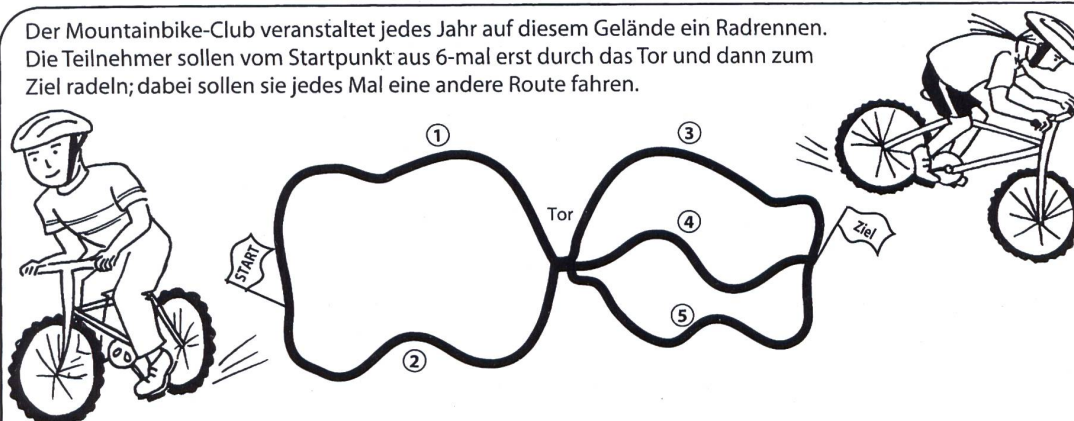 Der Mountainbike-Club veranstaltet jedes Jahr auf diesem Gelände ein Radrennen.
Die Teilnehmer sollen vom Startpunkt aus 6-mal erst durch das Tor und dann zum
Ziel radeln; dabei sollen sie jedes Mal eine andere Route fahren.
①
③
Tor
④
Ziel
START
⑤
②